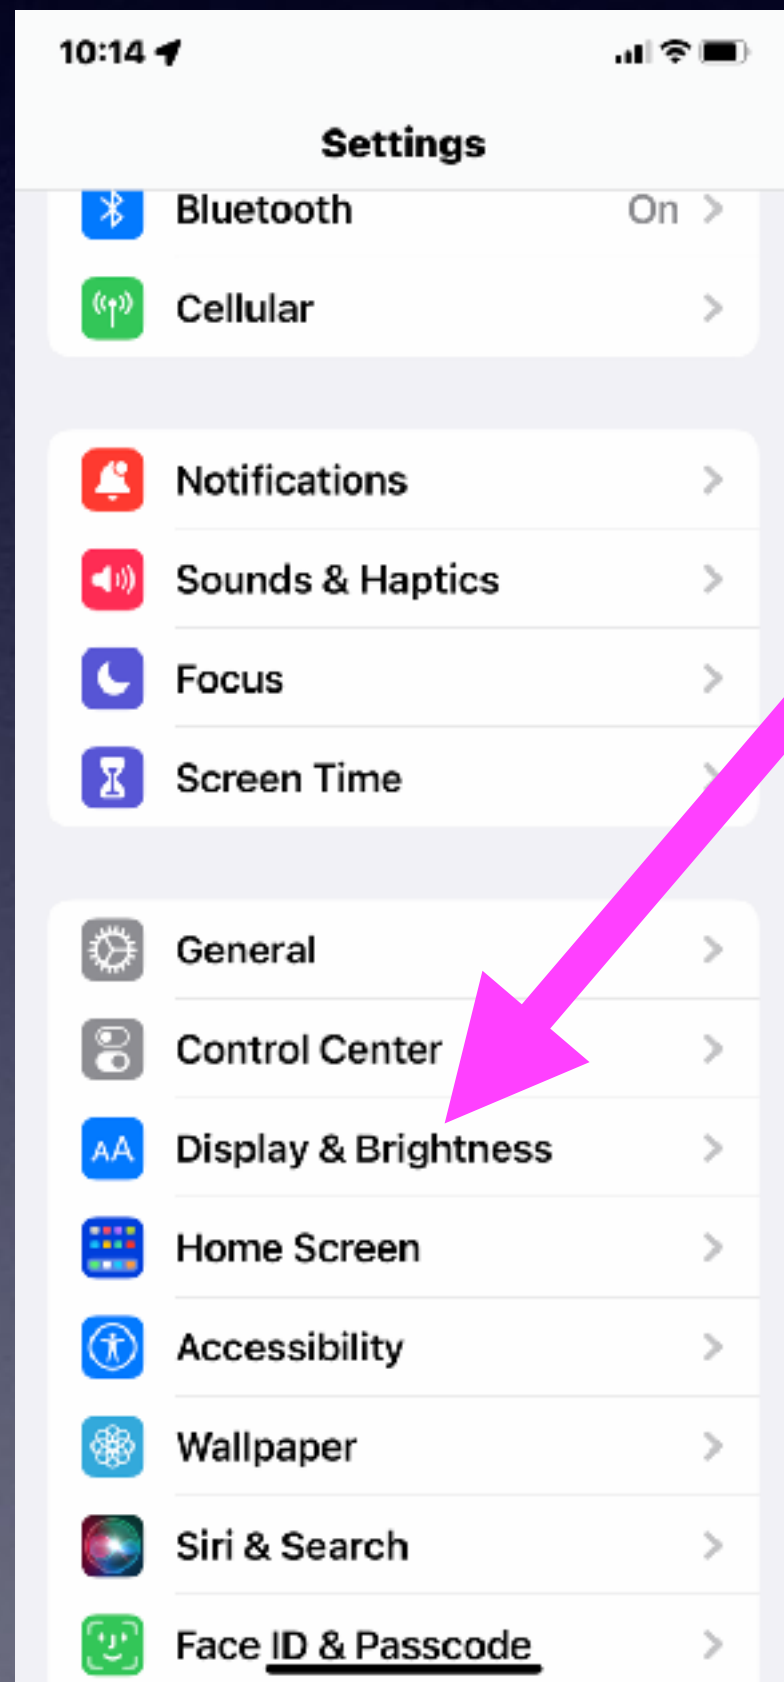 10:14
Settings
Bluetooth On
Cellular
Notifications
Sounds & Haptics
Focus
Screen Time
General
Control Center
AA Display & Brightness
Home Screen
Accessibility
Wallpaper
Siri & Search
Face ID & Passcode